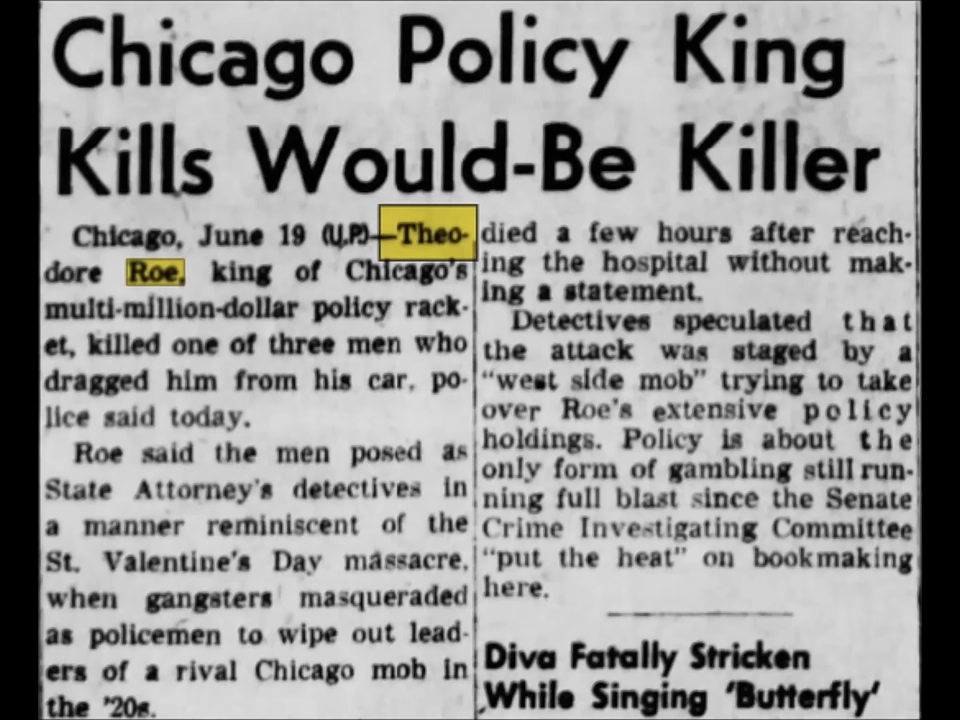 Chicago Policy King
Kills Would-Be Killer
Chicago, June 19 (U.P.)—Theo-
dore Roe, king of Chicago's
multi-million-dollar policy rack-
et, killed one of three men who
dragged him from his car, po-
lice said today.
Roe said the men posed as
State Attorney's detectives in
a manner reminiscent of the
St. Valentine's Day massacre,
when gangsters masqueraded
as policemen to wipe out lead-
ers of a rival Chicago mob in
the '20s.
died a few hours after reach-
ing the hospital without mak-
ing a statement.
Detectives speculated that
the attack was staged by a
"west side mob" trying to take
over Roe's extensive policy
holdings. Policy is about the
only form of gambling still run-
ning full blast since the Senate
Crime Investigating Committee
"put the heat" on bookmaking
here.
Diva Fatally Stricken
While Singing 'Butterfly'